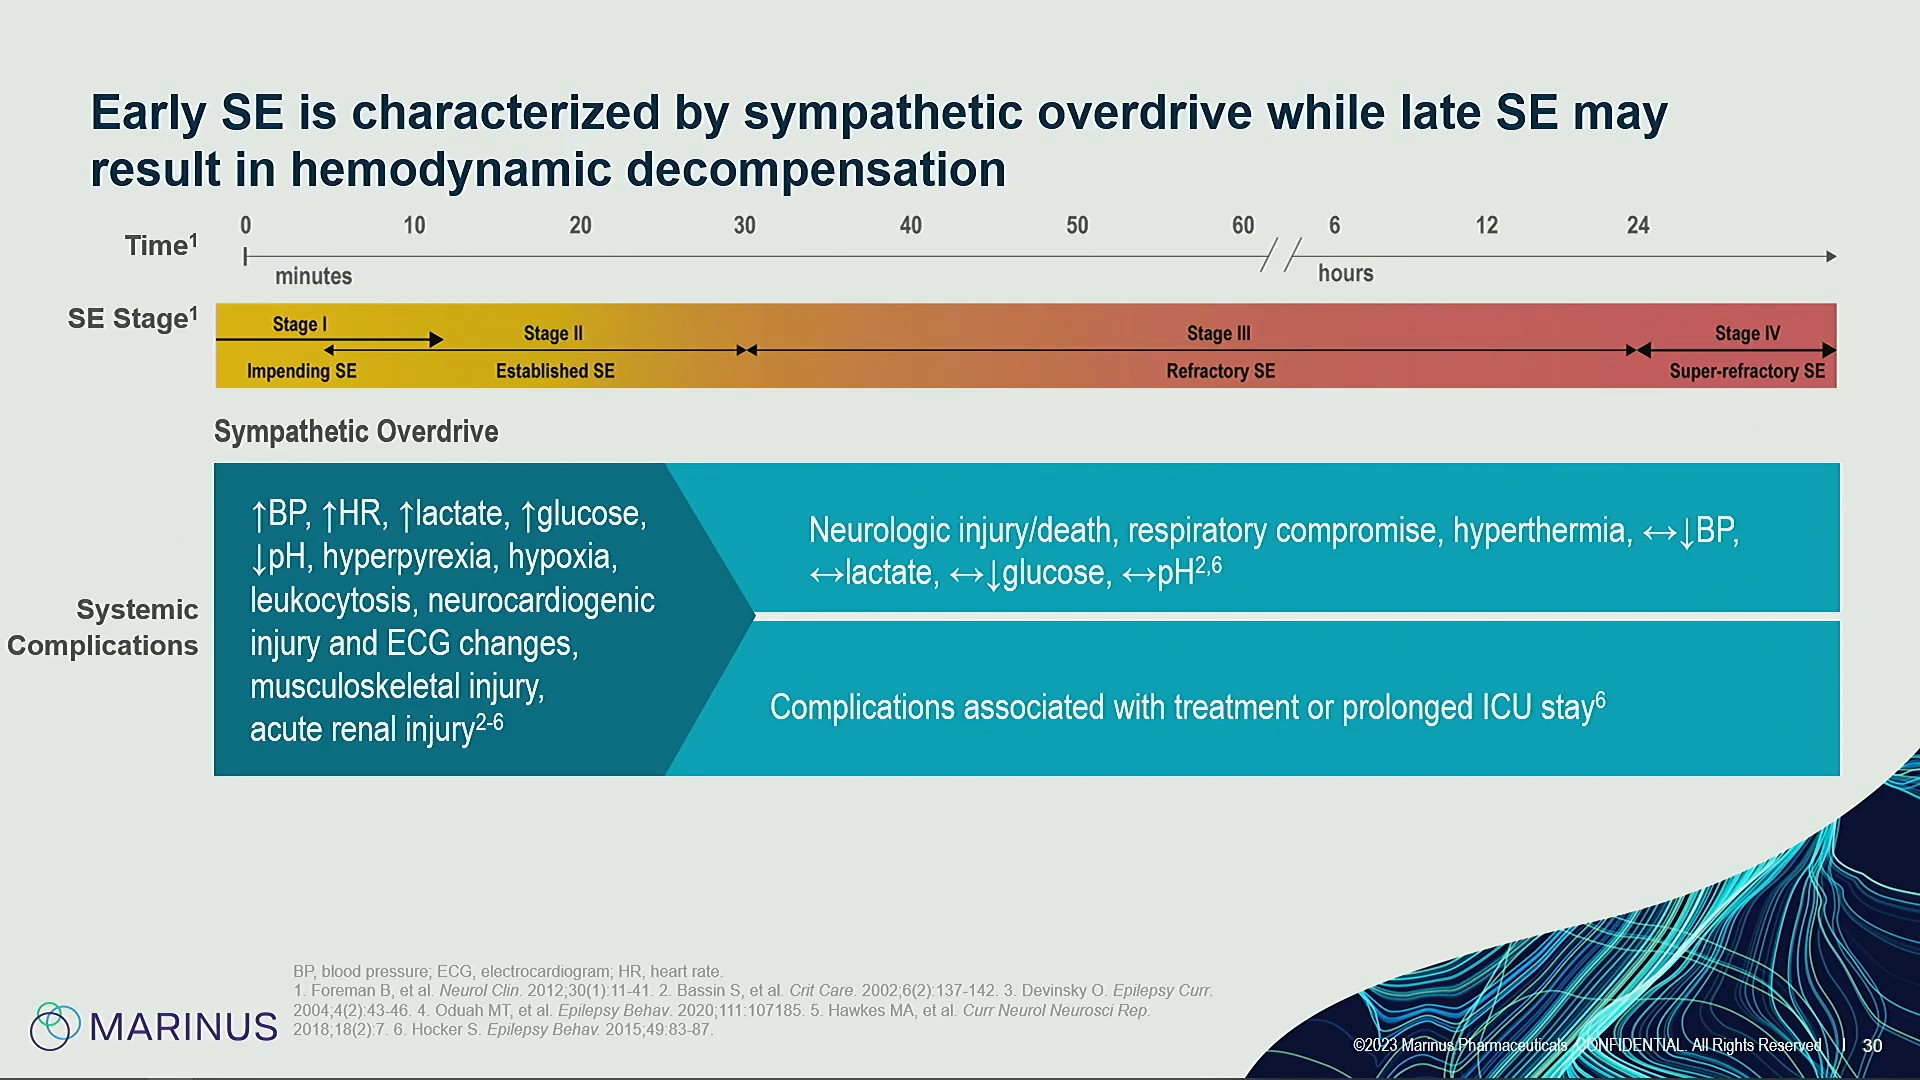 Early SE is characterized by sympathetic overdrive while late SE may
result in hemodynamic decompensation
Time¹
0 10 20 30 40 50 60 6 12 24
minutes hours
SE Stage¹
Stage I Stage II Stage III Stage IV
Impending SE Established SE Refractory SE Super-refractory SE
Sympathetic Overdrive
Systemic
Complications
↑BP, ↑HR, ↑lactate, ↑glucose,
↓pH, hyperpyrexia, hypoxia,
leukocytosis, neurocardiogenic
injury and ECG changes,
musculoskeletal injury,
acute renal injury²⁻⁶
Neurologic injury/death, respiratory compromise, hyperthermia, ↔↓BP,
↔lactate, ↔↓glucose, ↔pH²,⁶
Complications associated with treatment or prolonged ICU stay⁶
BP, blood pressure; ECG, electrocardiogram; HR, heart rate.
1. Foreman B, et al. Neurol Clin. 2012;30(1):11-41. 2. Bassin S, et al. Crit Care. 2002;6(2):137-142. 3. Devinsky O. Epilepsy Curr.
2004;4(2):43-46. 4. Oduah MT, et al. Epilepsy Behav. 2020;111:107185. 5. Hawkes MA, et al. Curr Neurol Neurosci Rep.
2018;18(2):7. 6. Hocker S. Epilepsy Behav. 2015;49:83-87.
MARINUS
©2023 Marinus Pharmaceuticals. CONFIDENTIAL. All Rights Reserved | 30